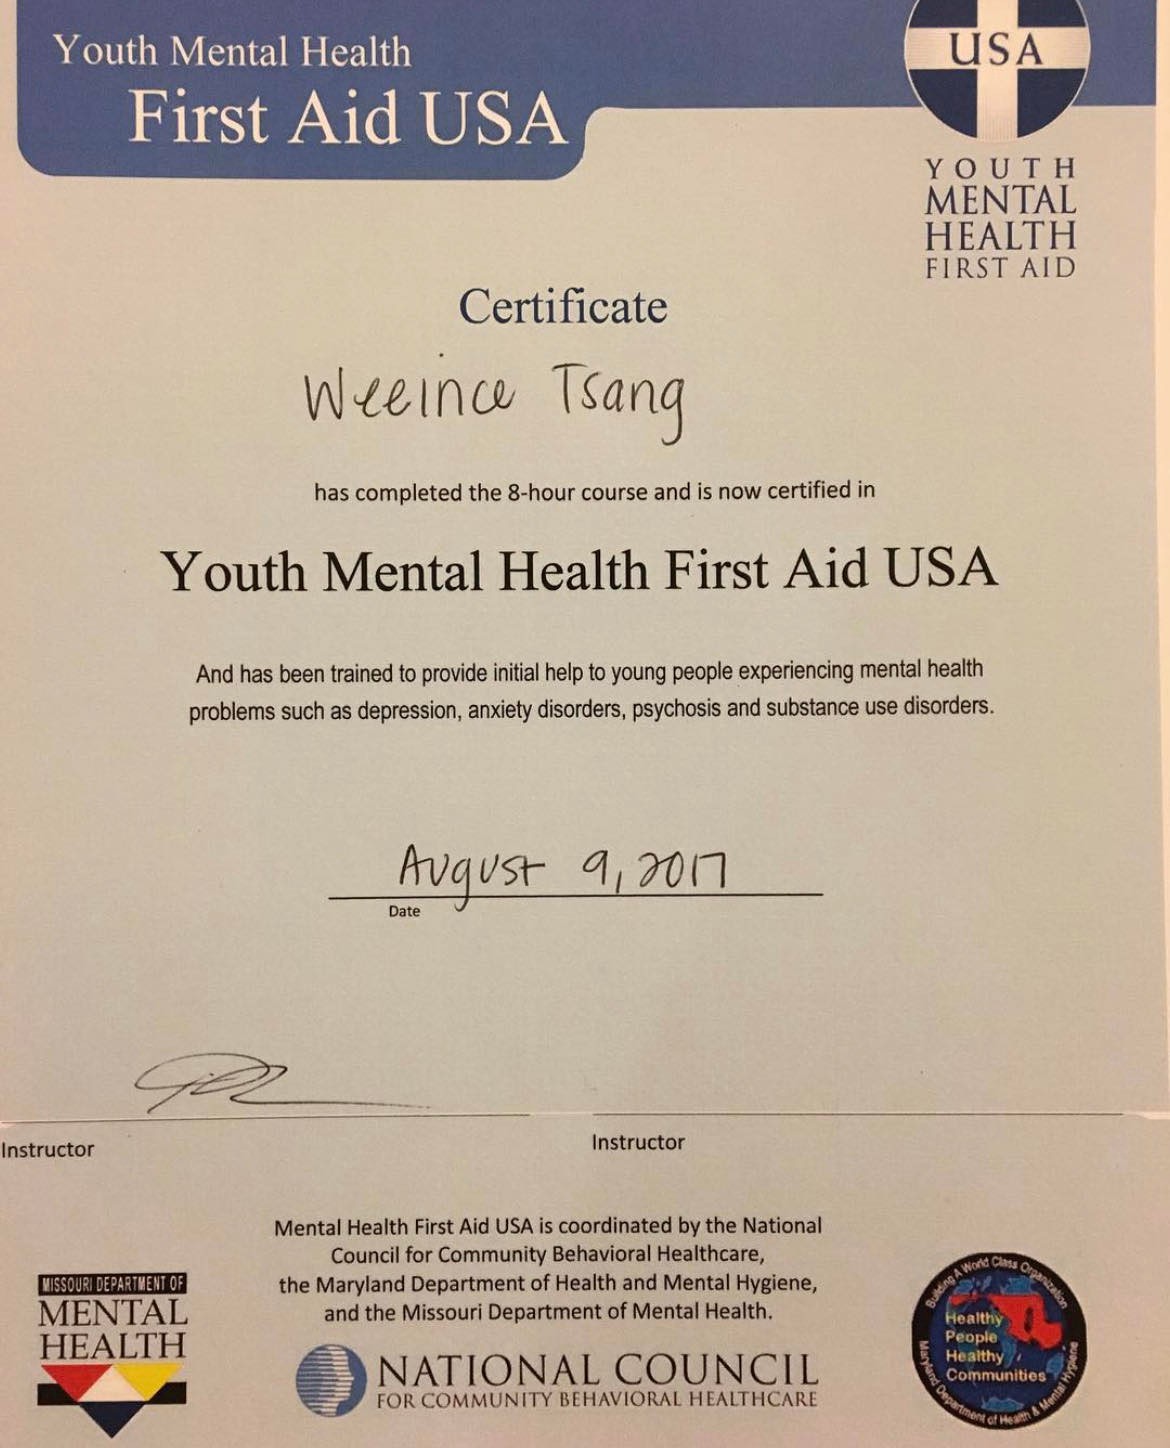 Youth Mental Health
First Aid USA
USA
YOUTH
MENTAL
HEALTH
FIRST AID
Certificate
Weeince Tsang
has completed the 8-hour course and is now certified in
Youth Mental Health First Aid USA
And has been trained to provide initial help to young people experiencing mental health
problems such as depression, anxiety disorders, psychosis and substance use disorders.
August 9, 2017
Date
Instructor
Instructor
Mental Health First Aid USA is coordinated by the National
Council for Community Behavioral Healthcare,
the Maryland Department of Health and Mental Hygiene,
and the Missouri Department of Mental Health.
MISSOURI DEPARTMENT OF
MENTAL
HEALTH
NATIONAL COUNCIL
FOR COMMUNITY BEHAVIORAL HEALTHCARE
Building A World Class Organization
Healthy
People
Healthy
Communities
Maryland Department of Health & Mental Hygiene